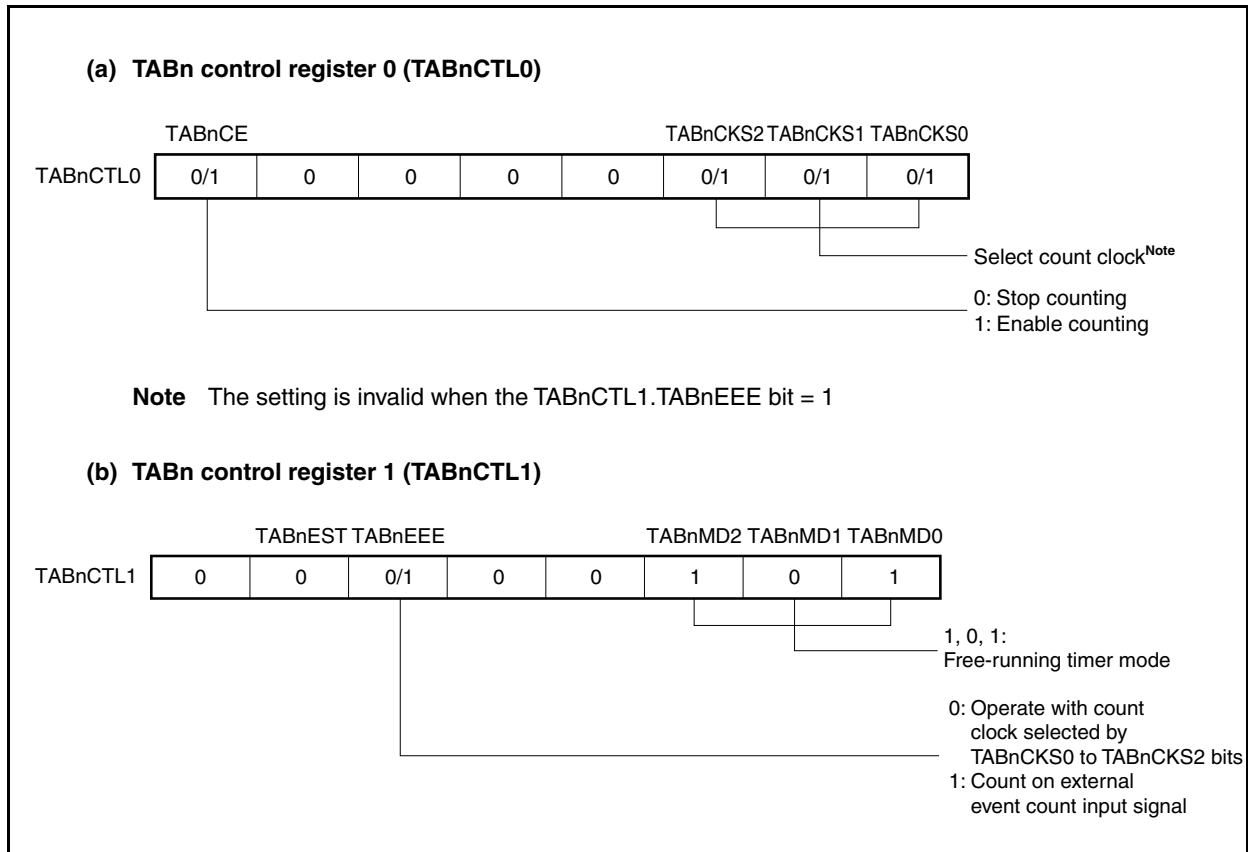 (a) TABn control register 0 (TABnCTL0)
TABnCE TABnCKS2 TABnCKS1 TABnCKS0
TABnCTL0 0/1 0 0 0 0 0/1 0/1 0/1
Select count clockNote
0: Stop counting
1: Enable counting
Note The setting is invalid when the TABnCTL1.TABnEEE bit = 1
(b) TABn control register 1 (TABnCTL1)
TABnEST TABnEEE TABnMD2 TABnMD1 TABnMD0
TABnCTL1 0 0 0/1 0 0 1 0 1
1, 0, 1:
Free-running timer mode
0: Operate with count
clock selected by
TABnCKS0 to TABnCKS2 bits
1: Count on external
event count input signal